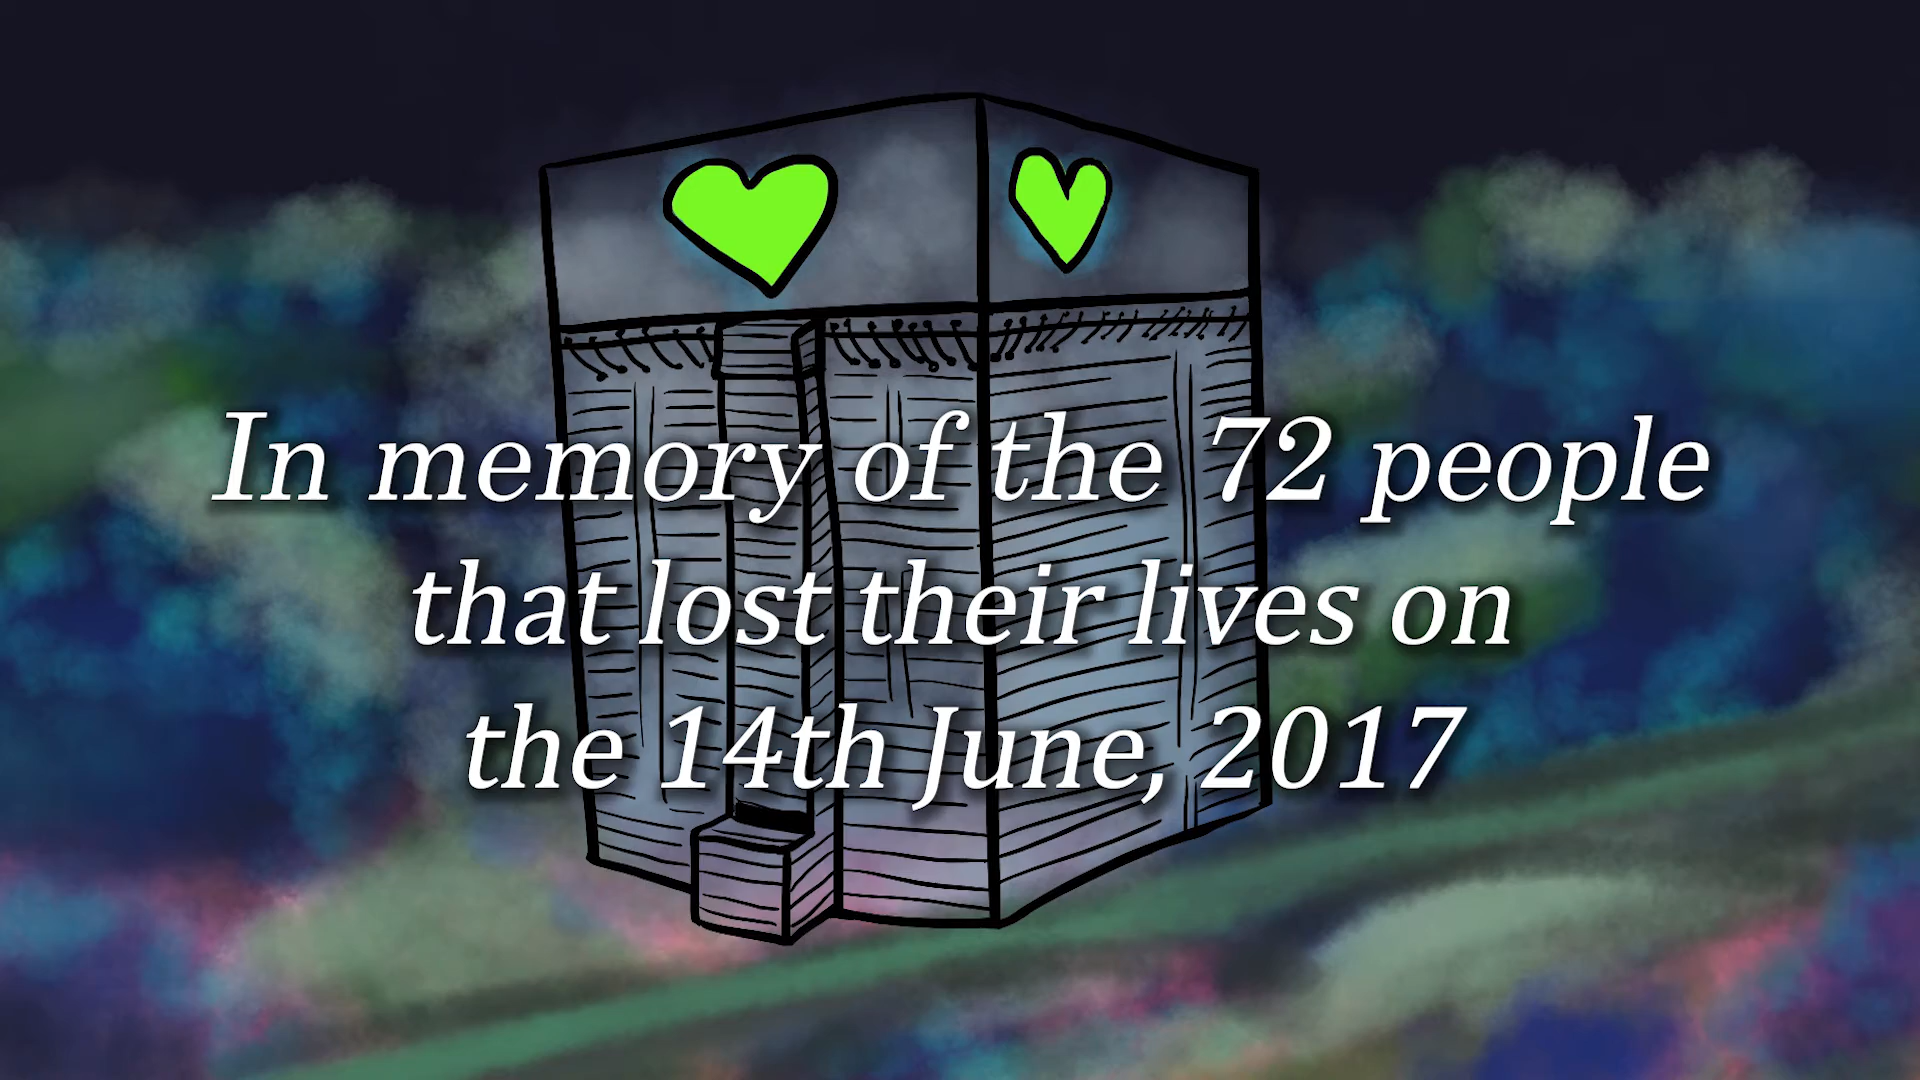 In memory of the 72 people
that lost their lives on
the 14th June, 2017